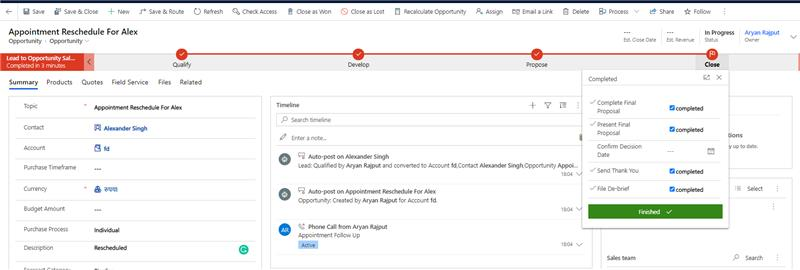 Save Save & Close New Save & Route Refresh Check Access Close as Won Close as Lost Recalculate Opportunity Assign Email a Link Delete Process Share Follow
Appointment Reschedule For Alex
Opportunity · Opportunity
---
Est. Close Date
---
Est. Revenue
In Progress
Status
Aryan Rajput
Owner
Lead to Opportunity Sal...
Completed in 3 minutes
Qualify
Develop
Propose
Close
Summary Products Quotes Field Service Files Related
Topic * Appointment Reschedule For Alex
Contact Alexander Singh
Account fd
Purchase Timeframe ---
Currency * रुपया
Budget Amount ---
Purchase Process Individual
Description Rescheduled
Timeline
Search timeline
Enter a note...
Auto-post on Alexander Singh
Lead: Qualified by Aryan Rajput and converted to Account fd,Contact Alexander Singh,Opportunity Appoi...
18:04
Auto-post on Appointment Reschedule For Alex
Opportunity: Created by Aryan Rajput for Account fd.
18:04
AR
Phone Call from Aryan Rajput
Appointment Follow Up
Active
18:04
Completed
Complete Final Proposal completed
Present Final Proposal completed
Confirm Decision Date ---
Send Thank You completed
File De-brief completed
Finished
ations
y up to date.
Select
Sales team